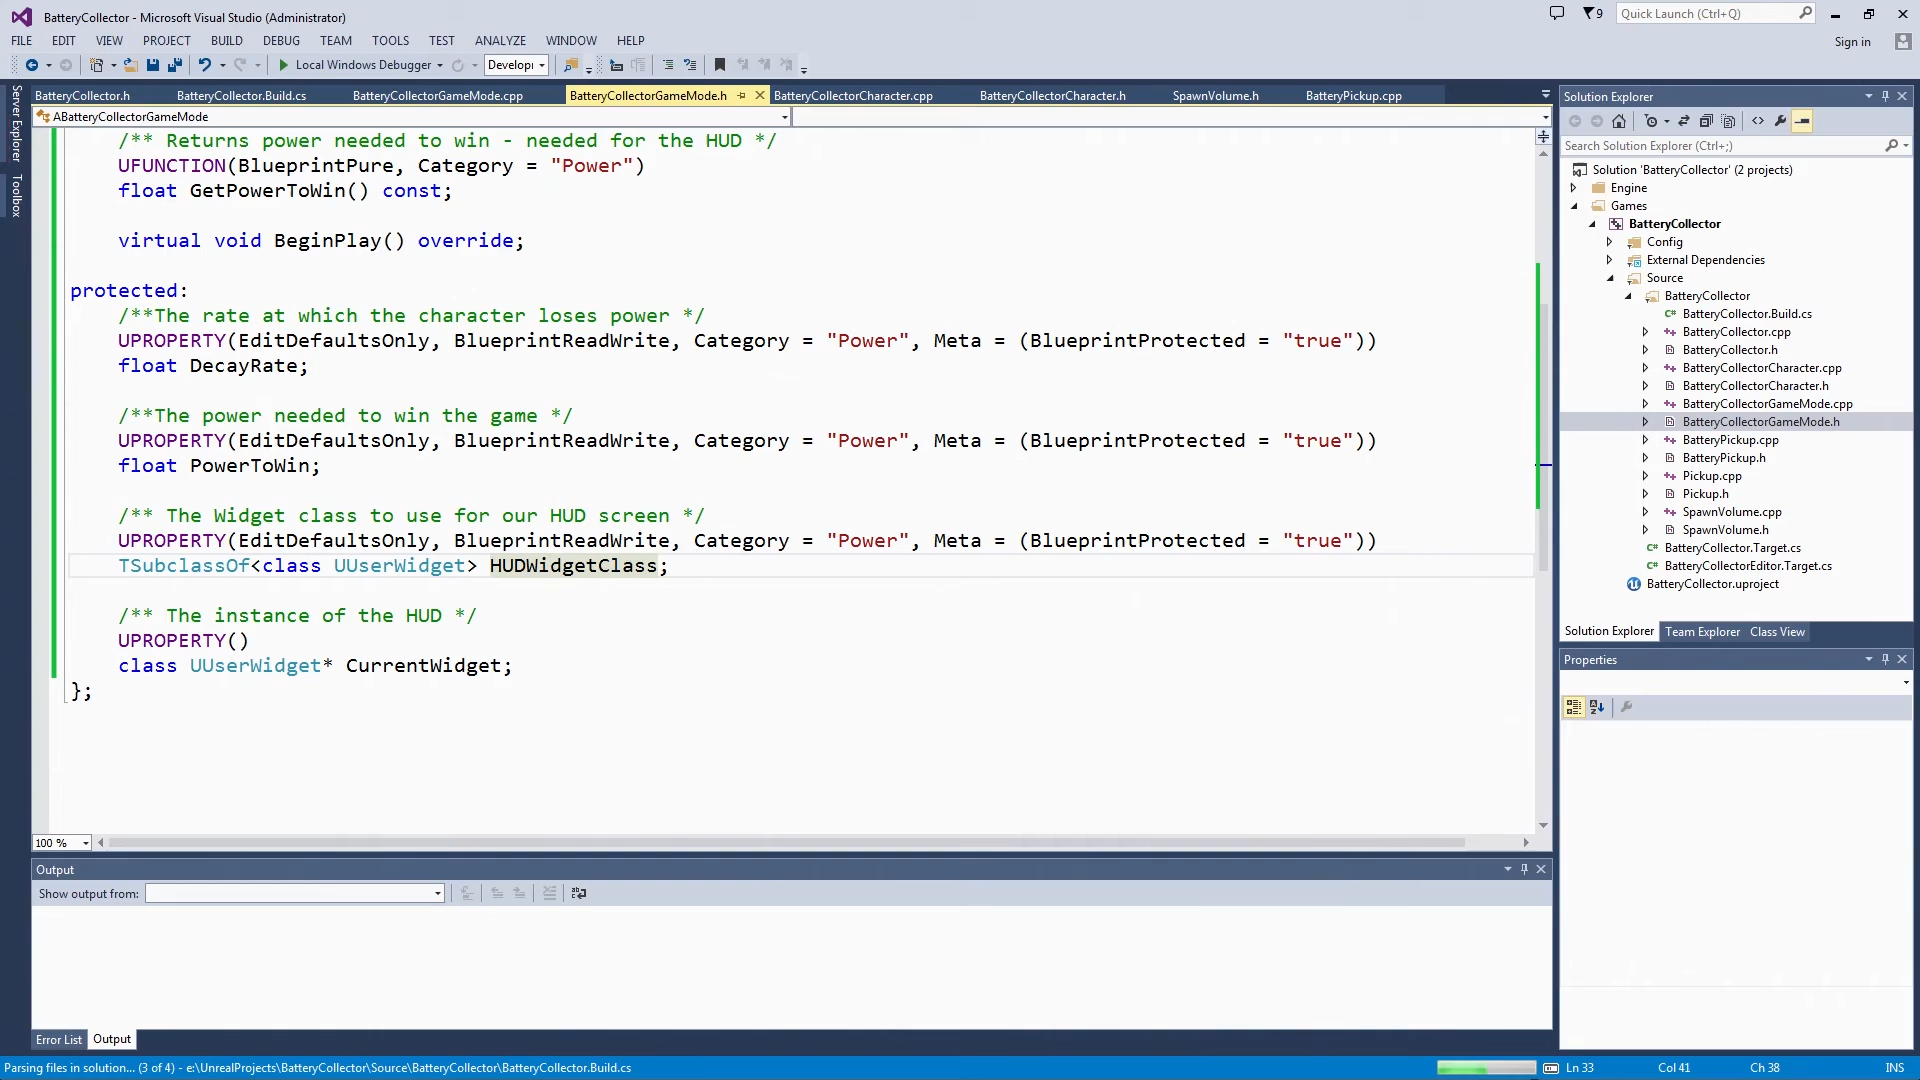 BatteryCollector - Microsoft Visual Studio (Administrator)
9
Quick Launch (Ctrl+Q)
FILE EDIT VIEW PROJECT BUILD DEBUG TEAM TOOLS TEST ANALYZE WINDOW HELP
Sign in
Local Windows Debugger
Developi
Server Explorer
Toolbox
BatteryCollector.h BatteryCollector.Build.cs BatteryCollectorGameMode.cpp BatteryCollectorGameMode.h BatteryCollectorCharacter.cpp BatteryCollectorCharacter.h SpawnVolume.h BatteryPickup.cpp
ABatteryCollectorGameMode
/** Returns power needed to win - needed for the HUD */
UFUNCTION(BlueprintPure, Category = "Power")
float GetPowerToWin() const;
virtual void BeginPlay() override;
protected:
/**The rate at which the character loses power */
UPROPERTY(EditDefaultsOnly, BlueprintReadWrite, Category = "Power", Meta = (BlueprintProtected = "true"))
float DecayRate;
/**The power needed to win the game */
UPROPERTY(EditDefaultsOnly, BlueprintReadWrite, Category = "Power", Meta = (BlueprintProtected = "true"))
float PowerToWin;
/** The Widget class to use for our HUD screen */
UPROPERTY(EditDefaultsOnly, BlueprintReadWrite, Category = "Power", Meta = (BlueprintProtected = "true"))
TSubclassOf<class UUserWidget> HUDWidgetClass;
/** The instance of the HUD */
UPROPERTY()
class UUserWidget* CurrentWidget;
};
100 %
Output
Show output from:
Error List Output
Solution Explorer
Search Solution Explorer (Ctrl+;)
Solution 'BatteryCollector' (2 projects)
Engine
Games
BatteryCollector
Config
External Dependencies
Source
BatteryCollector
BatteryCollector.Build.cs
BatteryCollector.cpp
BatteryCollector.h
BatteryCollectorCharacter.cpp
BatteryCollectorCharacter.h
BatteryCollectorGameMode.cpp
BatteryCollectorGameMode.h
BatteryPickup.cpp
BatteryPickup.h
Pickup.cpp
Pickup.h
SpawnVolume.cpp
SpawnVolume.h
BatteryCollector.Target.cs
BatteryCollectorEditor.Target.cs
BatteryCollector.uproject
Solution Explorer Team Explorer Class View
Properties
Parsing files in solution... (3 of 4) - e:\UnrealProjects\BatteryCollector\Source\BatteryCollector\BatteryCollector.Build.cs
Ln 33 Col 41 Ch 38 INS